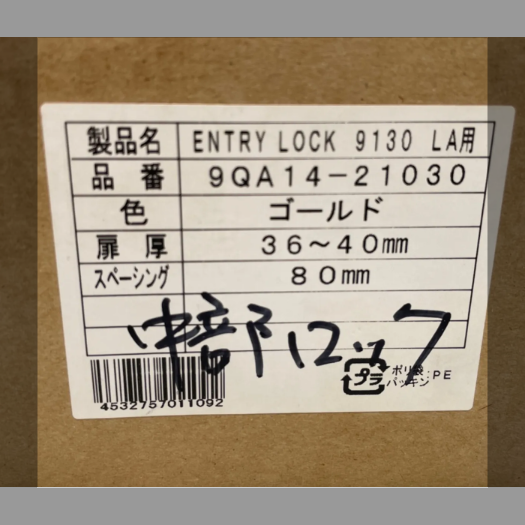 製品名 ENTRY LOCK 9130 LA用
品番 9QA14-21030
色 ゴールド
扉厚 36～40mm
スペーシング 80mm
中部ロック
プラ ポリ袋:PE
パッキン
4532757011092